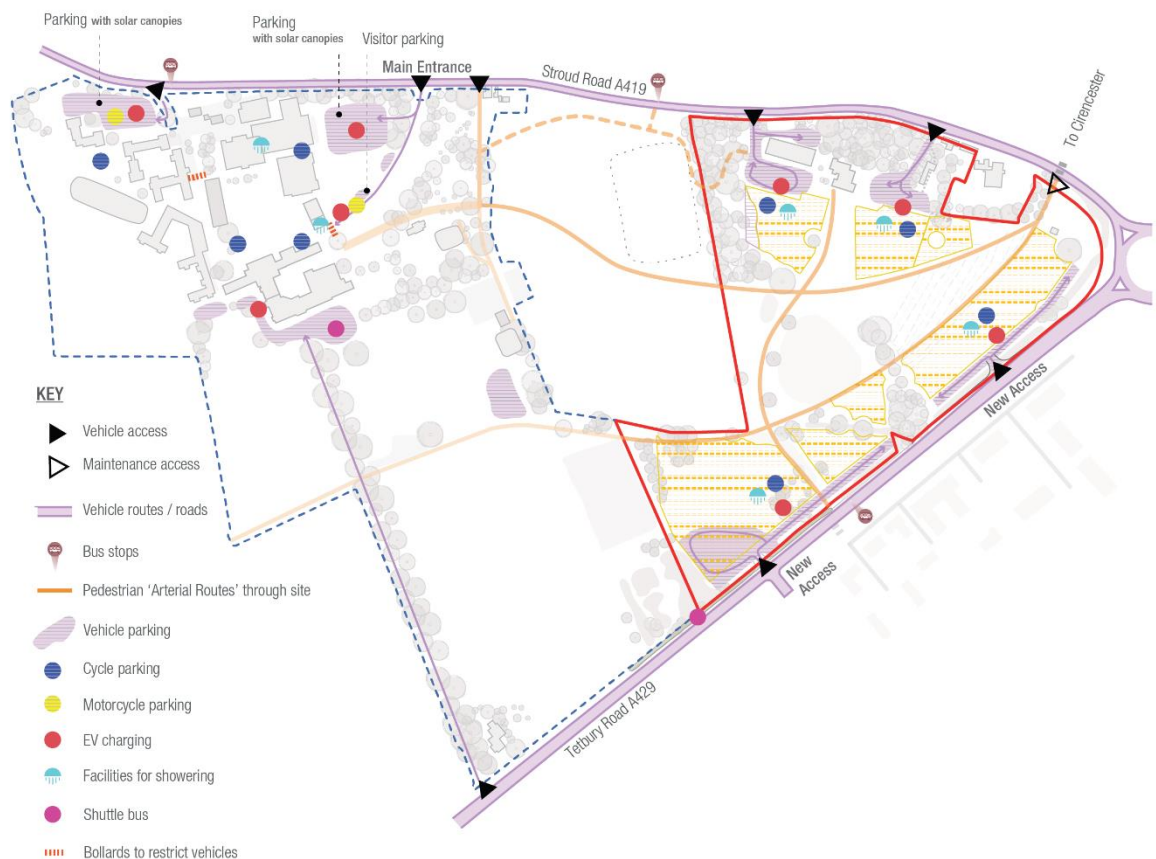 Parking with solar canopies
Parking
with solar canopies
Visitor parking
Main Entrance
Stroud Road A419
To Cirencester
New Access
New
Access
Tetbury Road A429
KEY
Vehicle access
Maintenance access
Vehicle routes / roads
Bus stops
Pedestrian ‘Arterial Routes’ through site
Vehicle parking
Cycle parking
Motorcycle parking
EV charging
Facilities for showering
Shuttle bus
Bollards to restrict vehicles